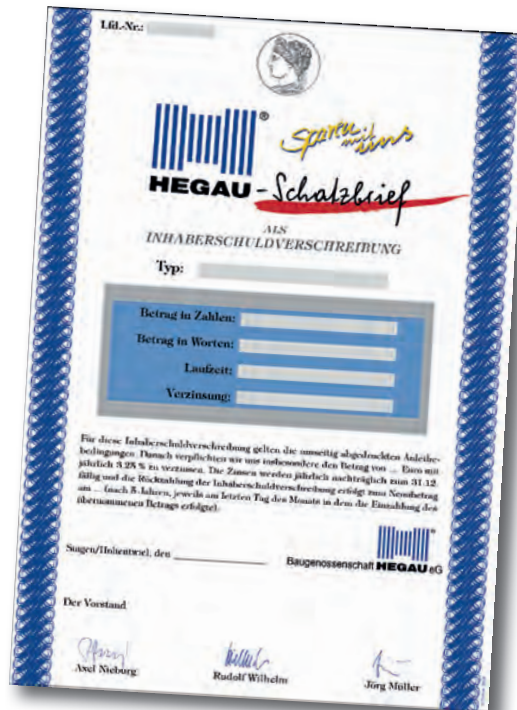 Lfd.-Nr.:
Sparen mit uns
HEGAU - Schatzbrief
ALS
INHABERSCHULDVERSCHREIBUNG
Typ:
Betrag in Zahlen:
Betrag in Worten:
Laufzeit:
Verzinsung:
Für diese Inhaberschuldverschreibung gelten die umseitig abgedruckten Anleihe-
bedingungen. Danach verpflichten wir uns insbesondere den Betrag von ... Euro mit
jährlich 3,25 % zu verzinsen. Die Zinsen werden jährlich nachträglich zum 31.12.
fällig und die Rückzahlung der Inhaberschuldverschreibung erfolgt zum Nennbetrag
am ... (nach 5 Jahren, jeweils am letzten Tag des Monats in dem die Einzahlung des
übernommenen Betrags erfolgte).
Singen/Hohentwiel, den
Baugenossenschaft HEGAU eG
Der Vorstand
Axel Nieburg
Rudolf Wilhelm
Jörg Müller